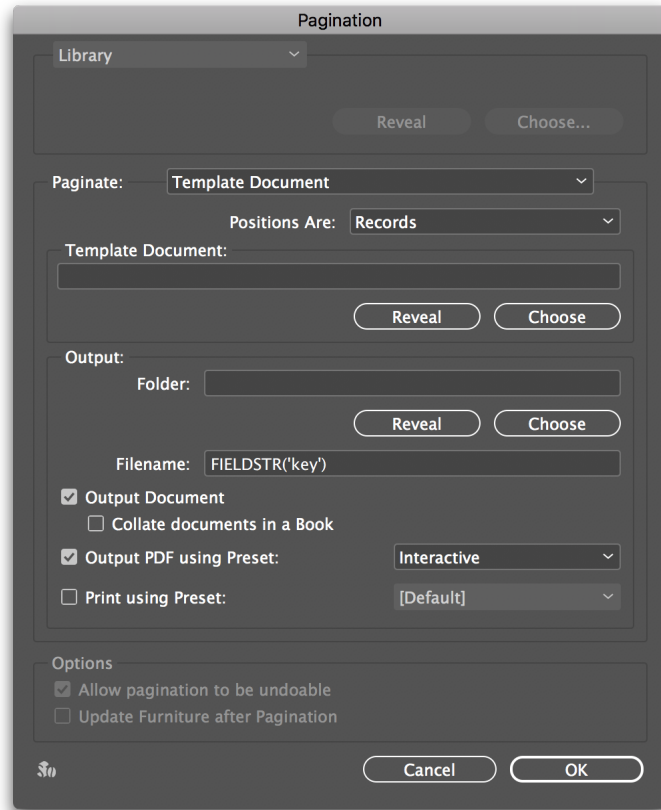 Pagination
Library
Reveal Choose...
Paginate: Template Document
Positions Are: Records
Template Document:
Reveal Choose
Output:
Folder:
Reveal Choose
Filename: FIELDSTR('key')
Output Document
Collate documents in a Book
Output PDF using Preset: Interactive
Print using Preset: [Default]
Options
Allow pagination to be undoable
Update Furniture after Pagination
Cancel OK